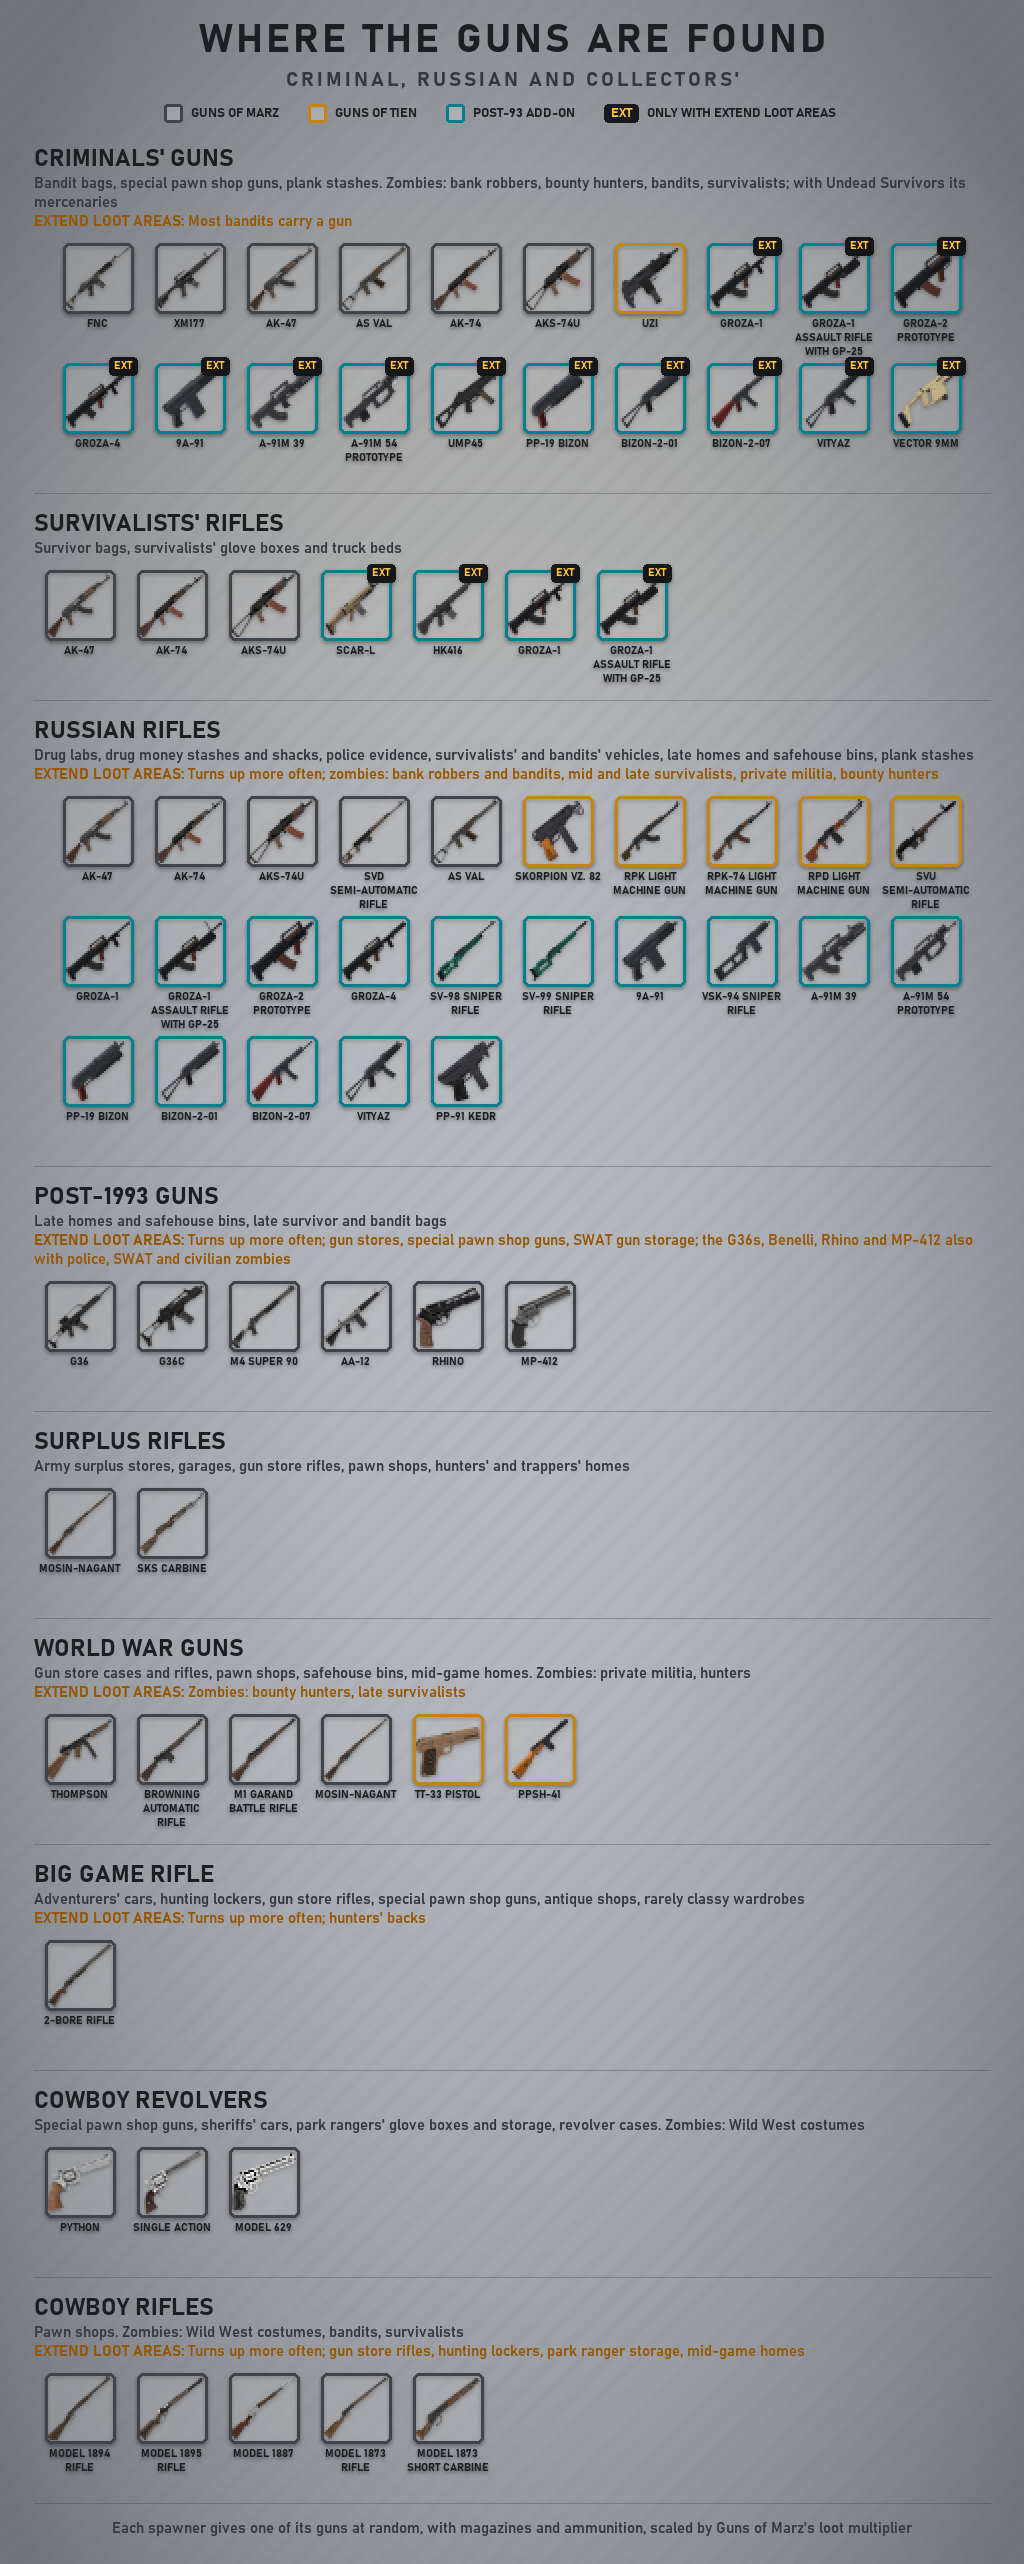 WHERE THE GUNS ARE FOUND
CRIMINAL, RUSSIAN AND COLLECTORS'
GUNS OF MARZ GUNS OF TIEN POST-93 ADD-ON EXT ONLY WITH EXTEND LOOT AREAS
CRIMINALS' GUNS
Bandit bags, special pawn shop guns, plank stashes. Zombies: bank robbers, bounty hunters, bandits, survivalists; with Undead Survivors its
mercenaries
EXTEND LOOT AREAS: Most bandits carry a gun
EXT EXT EXT
FNC XM177 AK-47 AS VAL AK-74 AKS-74U UZI GROZA-1 GROZA-1 GROZA-2
ASSAULT RIFLE PROTOTYPE
WITH GP-25
EXT EXT EXT EXT EXT EXT EXT EXT EXT EXT
GROZA-4 9A-91 A-91M 39 A-91M 54 UMP45 PP-19 BIZON BIZON-2-01 BIZON-2-07 VITYAZ VECTOR 9MM
PROTOTYPE
SURVIVALISTS' RIFLES
Survivor bags, survivalists' glove boxes and truck beds
EXT EXT EXT EXT
AK-47 AK-74 AKS-74U SCAR-L HK416 GROZA-1 GROZA-1
ASSAULT RIFLE
WITH GP-25
RUSSIAN RIFLES
Drug labs, drug money stashes and shacks, police evidence, survivalists' and bandits' vehicles, late homes and safehouse bins, plank stashes
EXTEND LOOT AREAS: Turns up more often; zombies: bank robbers and bandits, mid and late survivalists, private militia, bounty hunters
AK-47 AK-74 AKS-74U SVD AS VAL SKORPION VZ. 82 RPK LIGHT RPK-74 LIGHT RPD LIGHT SVU
SEMI-AUTOMATIC MACHINE GUN MACHINE GUN MACHINE GUN SEMI-AUTOMATIC
RIFLE RIFLE
GROZA-1 GROZA-1 GROZA-2 GROZA-4 SV-98 SNIPER SV-99 SNIPER 9A-91 VSK-94 SNIPER A-91M 39 A-91M 54
ASSAULT RIFLE PROTOTYPE RIFLE RIFLE RIFLE PROTOTYPE
WITH GP-25
PP-19 BIZON BIZON-2-01 BIZON-2-07 VITYAZ PP-91 KEDR
POST-1993 GUNS
Late homes and safehouse bins, late survivor and bandit bags
EXTEND LOOT AREAS: Turns up more often; gun stores, special pawn shop guns, SWAT gun storage; the G36s, Benelli, Rhino and MP-412 also
with police, SWAT and civilian zombies
G36 G36C M4 SUPER 90 AA-12 RHINO MP-412
SURPLUS RIFLES
Army surplus stores, garages, gun store rifles, pawn shops, hunters' and trappers' homes
MOSIN-NAGANT SKS CARBINE
WORLD WAR GUNS
Gun store cases and rifles, pawn shops, safehouse bins, mid-game homes. Zombies: private militia, hunters
EXTEND LOOT AREAS: Zombies: bounty hunters, late survivalists
THOMPSON BROWNING M1 GARAND MOSIN-NAGANT TT-33 PISTOL PPSH-41
AUTOMATIC BATTLE RIFLE
RIFLE
BIG GAME RIFLE
Adventurers' cars, hunting lockers, gun store rifles, special pawn shop guns, antique shops, rarely classy wardrobes
EXTEND LOOT AREAS: Turns up more often; hunters' backs
2-BORE RIFLE
COWBOY REVOLVERS
Special pawn shop guns, sheriffs' cars, park rangers' glove boxes and storage, revolver cases. Zombies: Wild West costumes
PYTHON SINGLE ACTION MODEL 629
COWBOY RIFLES
Pawn shops. Zombies: Wild West costumes, bandits, survivalists
EXTEND LOOT AREAS: Turns up more often; gun store rifles, hunting lockers, park ranger storage, mid-game homes
MODEL 1894 MODEL 1895 MODEL 1887 MODEL 1873 MODEL 1873
RIFLE RIFLE RIFLE SHORT CARBINE
Each spawner gives one of its guns at random, with magazines and ammunition, scaled by Guns of Marz's loot multiplier